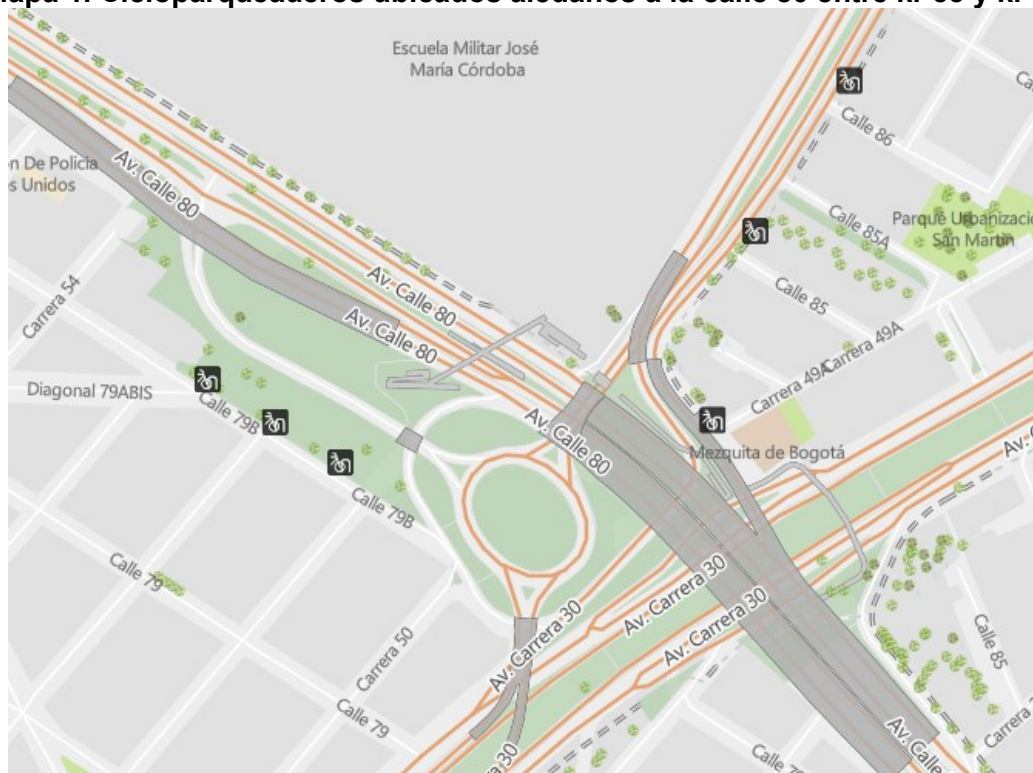 Escuela Militar José
María Córdoba
Calle 86
n De Policia
s Unidos
Av. Calle 80
Calle 85A
Parque Urbanizacio
San Martin
Carrera 54
Av. Calle 80
Calle 85
Av. Calle 80
Carrera 49A
Carrera 49A
Diagonal 79ABIS
Calle 79B
Av. Calle 80
Mezquita de Bogotá
Calle 79B
Calle 79
Av. Carrera 30
Av. Carrera 30
Av. Carrera 30
Carrera 50
Calle 85
Calle 79
Carrera
Av. Calle